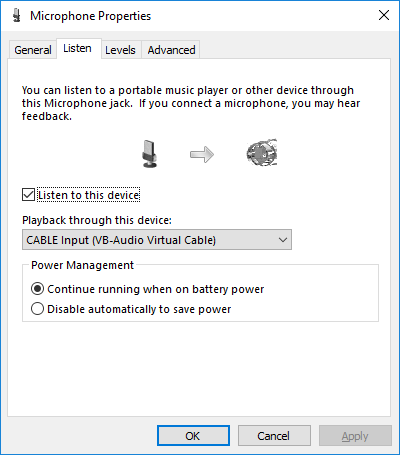 Microphone Properties
General Listen Levels Advanced
You can listen to a portable music player or other device through
this Microphone jack.  If you connect a microphone, you may hear
feedback.
Listen to this device
Playback through this device:
CABLE Input (VB-Audio Virtual Cable)
Power Management
Continue running when on battery power
Disable automatically to save power
OK Cancel Apply